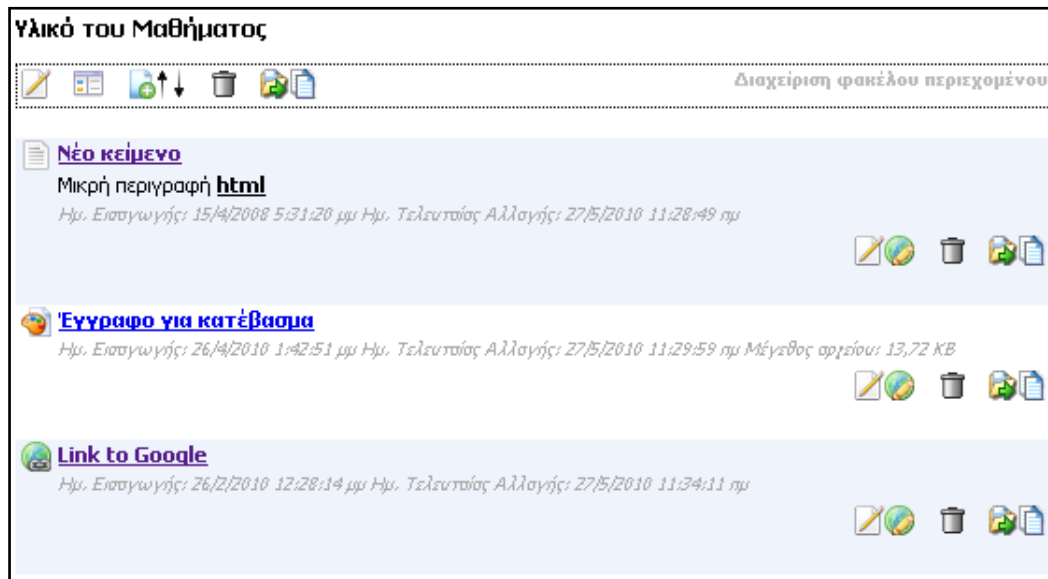 Υλικό του Μαθήματος
Διαχείριση φακέλου περιεχομένου
Νέο κείμενο
Μικρή περιγραφή html
Ημ. Εισαγωγής: 15/4/2008 5:31:20 μμ Ημ. Τελευταίας Αλλαγής: 27/5/2010 11:28:49 πμ
Έγγραφο για κατέβασμα
Ημ. Εισαγωγής: 26/4/2010 1:42:51 μμ Ημ. Τελευταίας Αλλαγής: 27/5/2010 11:29:59 πμ Μέγεθος αρχείου: 13,72 KB
Link to Google
Ημ. Εισαγωγής: 26/2/2010 12:28:14 μμ Ημ. Τελευταίας Αλλαγής: 27/5/2010 11:34:11 πμ